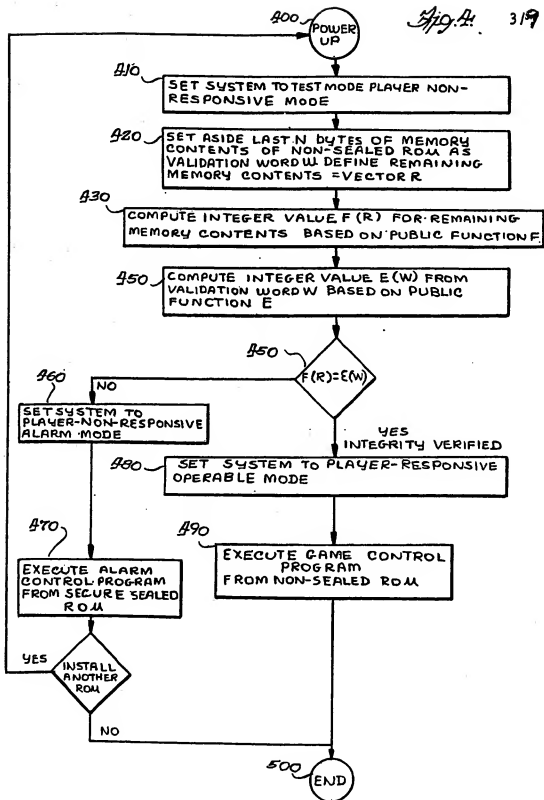 Fig. 4.
3/9
400
POWER UP
410
SET SYSTEM TO TEST MODE PLAYER NON-
RESPONSIVE MODE
420
SET ASIDE LAST N BYTES OF MEMORY
CONTENTS OF NON-SEALED ROM AS
VALIDATION WORD W DEFINE REMAINING
MEMORY CONTENTS = VECTOR R
430
COMPUTE INTEGER VALUE F(R) FOR REMAINING
MEMORY CONTENTS BASED ON PUBLIC FUNCTION F
450
COMPUTE INTEGER VALUE E(W) FROM
VALIDATION WORD W BASED ON PUBLIC
FUNCTION E
450
F(R)=E(W)
NO
460
SET SYSTEM TO
PLAYER-NON-RESPONSIVE
ALARM MODE
YES
INTEGRITY VERIFIED
480
SET SYSTEM TO PLAYER-RESPONSIVE
OPERABLE MODE
470
EXECUTE ALARM
CONTROL PROGRAM
FROM SECURE SEALED
ROM
490
EXECUTE GAME CONTROL
PROGRAM
FROM NON-SEALED ROM
YES
INSTALL
ANOTHER
ROM
NO
500
END